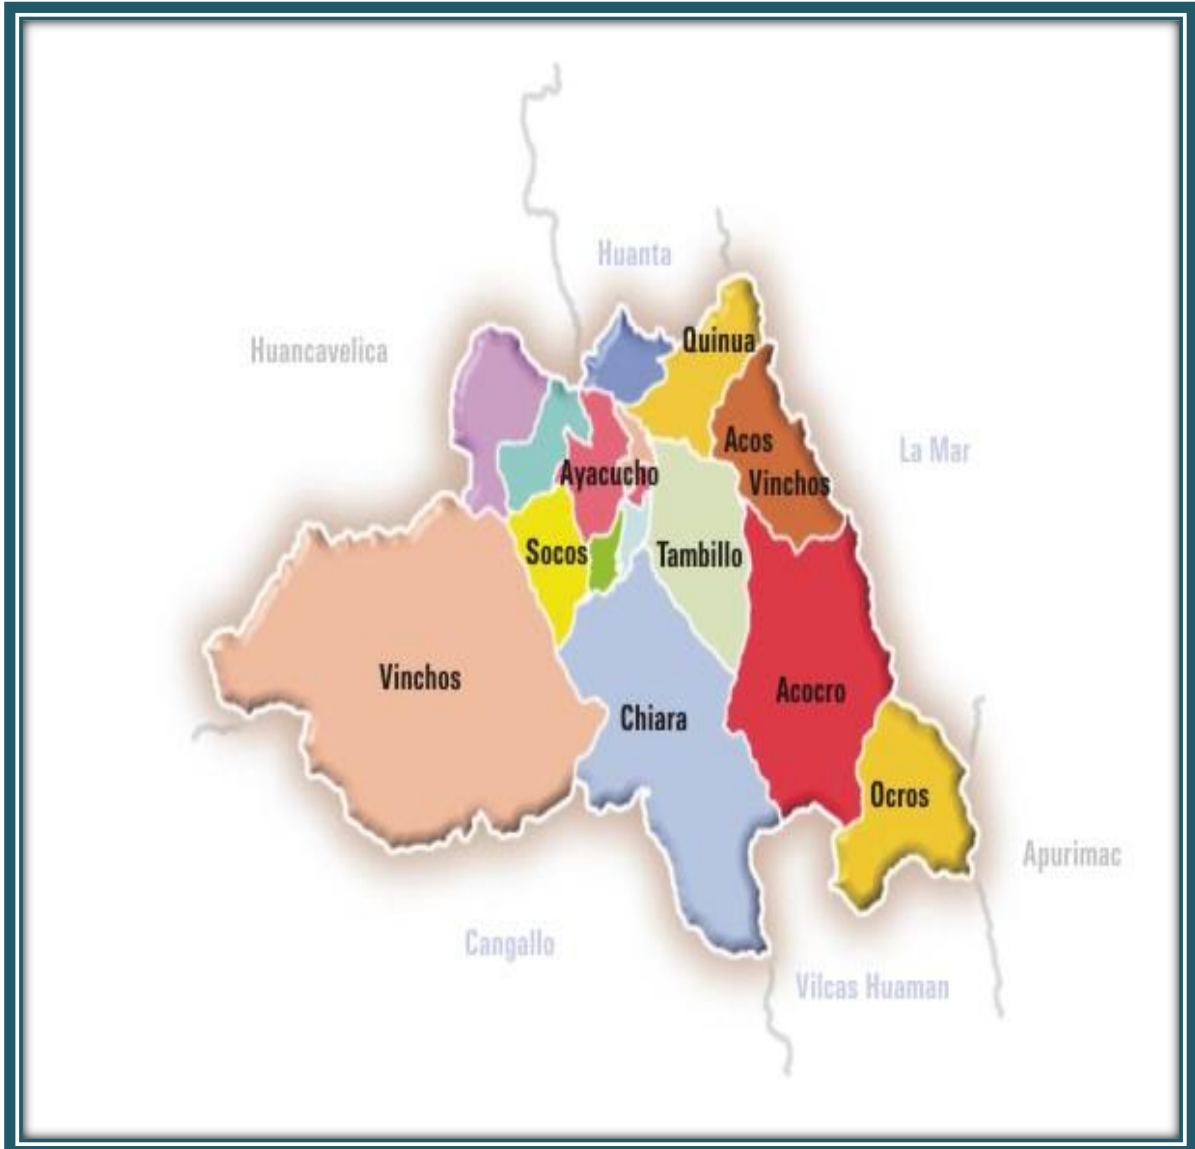 Huanta
Quinua
Huancavelica
Acos
Vinchos
La Mar
Ayacucho
Socos
Tambillo
Vinchos
Acocro
Chiara
Ocros
Apurimac
Cangallo
Vilcas Huaman